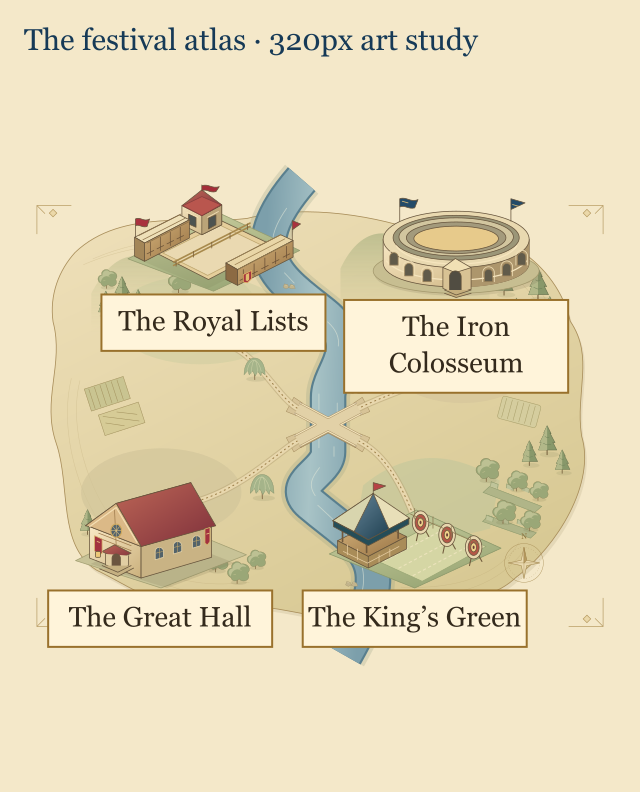 The festival atlas · 320px art study
The Royal Lists
The Iron
Colosseum
The Great Hall
The King’s Green